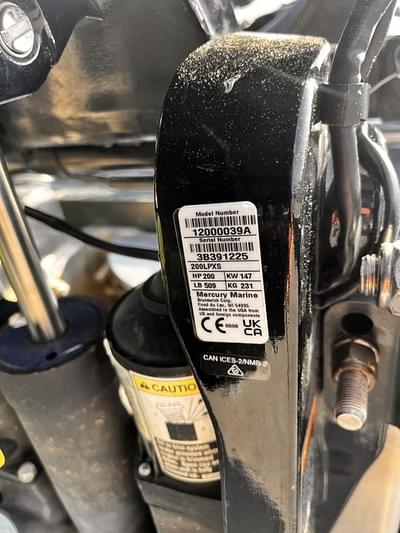 Model Number
12000039A
Serial Number
3B391225
200LPXS
HP 200 KW 147
LB 509 KG 231
Mercury Marine
Brunswick Corp.
Fond du Lac, WI 54935
Assembled in the USA from
US and foreign components
CE 0606 UK CA
CAN ICES-2/NMB-2
CAUTION